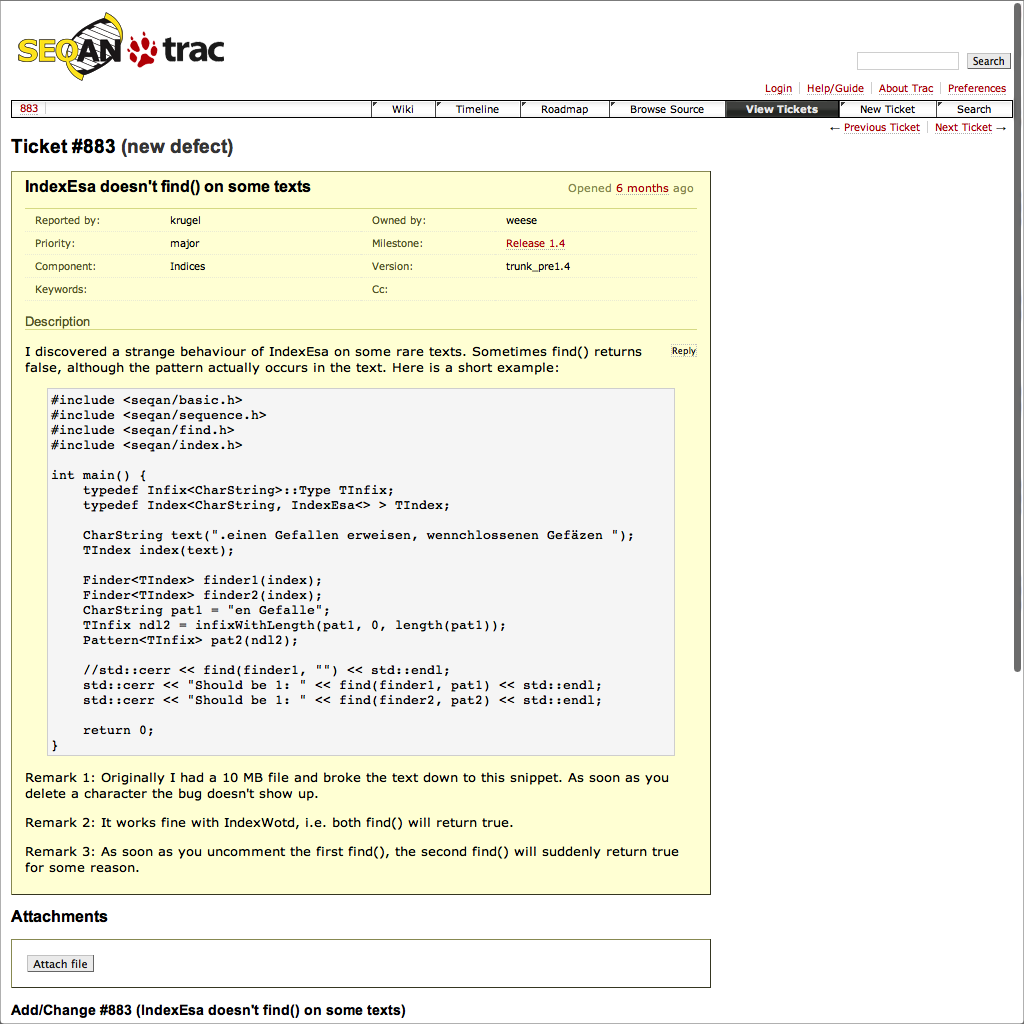 SEQAN trac
Search
Login Help/Guide About Trac Preferences
883 Wiki Timeline Roadmap Browse Source View Tickets New Ticket Search
← Previous Ticket Next Ticket →
Ticket #883 (new defect)
IndexEsa doesn't find() on some texts Opened 6 months ago
Reported by: krugel Owned by: weese
Priority: major Milestone: Release 1.4
Component: Indices Version: trunk_pre1.4
Keywords: Cc:
Description
I discovered a strange behaviour of IndexEsa on some rare texts. Sometimes find() returns Reply
false, although the pattern actually occurs in the text. Here is a short example:
#include <seqan/basic.h>
#include <seqan/sequence.h>
#include <seqan/find.h>
#include <seqan/index.h>
int main() {
    typedef Infix<CharString>::Type TInfix;
    typedef Index<CharString, IndexEsa<> > TIndex;
    CharString text(".einen Gefallen erweisen, wennchlossenen Gefäzen ");
    TIndex index(text);
    Finder<TIndex> finder1(index);
    Finder<TIndex> finder2(index);
    CharString pat1 = "en Gefalle";
    TInfix ndl2 = infixWithLength(pat1, 0, length(pat1));
    Pattern<TInfix> pat2(ndl2);
    //std::cerr << find(finder1, "") << std::endl;
    std::cerr << "Should be 1: " << find(finder1, pat1) << std::endl;
    std::cerr << "Should be 1: " << find(finder2, pat2) << std::endl;
    return 0;
}
Remark 1: Originally I had a 10 MB file and broke the text down to this snippet. As soon as you
delete a character the bug doesn't show up.
Remark 2: It works fine with IndexWotd, i.e. both find() will return true.
Remark 3: As soon as you uncomment the first find(), the second find() will suddenly return true
for some reason.
Attachments
Attach file
Add/Change #883 (IndexEsa doesn't find() on some texts)